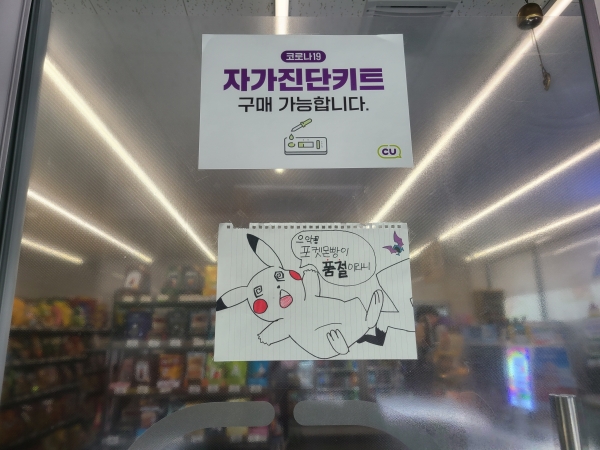 코로나19
자가진단키트
구매 가능합니다.
CU
으악!
포켓몬빵이
품절이라니